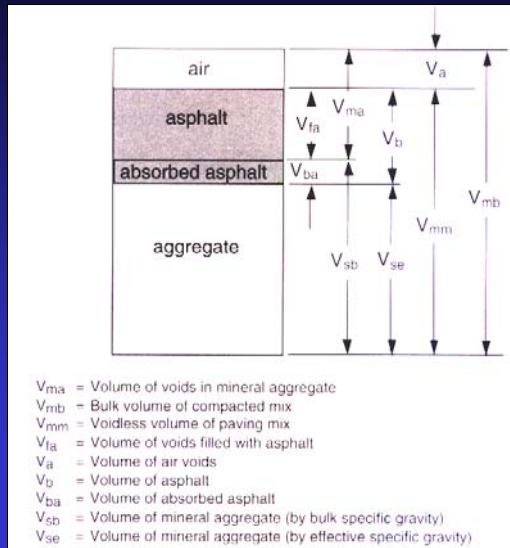 air
asphalt
absorbed asphalt
aggregate
Vfa
Vma
Vba
Vsb
Vb
Vse
Va
Vmm
Vmb
Vma = Volume of voids in mineral aggregate
Vmb = Bulk volume of compacted mix
Vmm = Voidless volume of paving mix
Vfa = Volume of voids filled with asphalt
Va = Volume of air voids
Vb = Volume of asphalt
Vba = Volume of absorbed asphalt
Vsb = Volume of mineral aggregate (by bulk specific gravity)
Vse = Volume of mineral aggregate (by effective specific gravity)